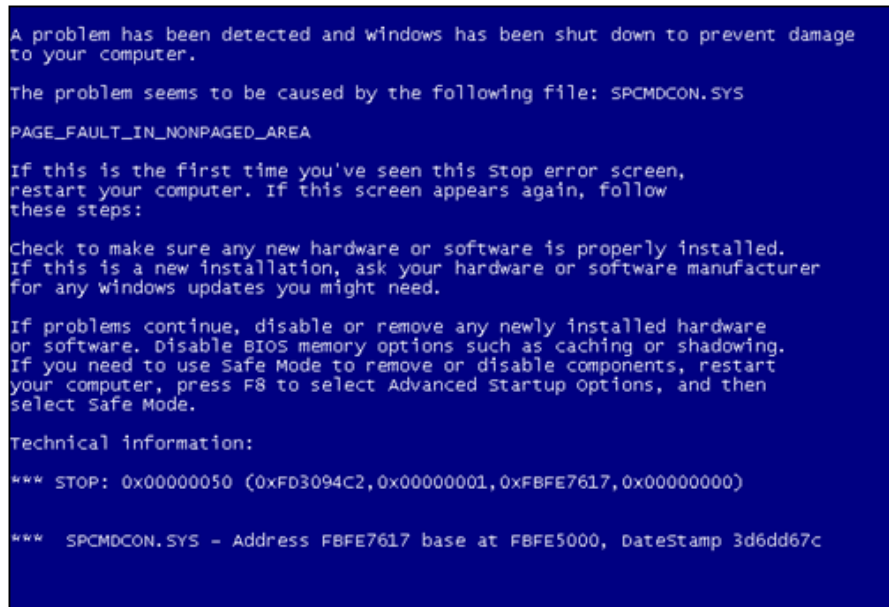 A problem has been detected and windows has been shut down to prevent damage
to your computer.
The problem seems to be caused by the following file: SPCMDCON.SYS
PAGE_FAULT_IN_NONPAGED_AREA
If this is the first time you've seen this Stop error screen,
restart your computer. If this screen appears again, follow
these steps:
Check to make sure any new hardware or software is properly installed.
If this is a new installation, ask your hardware or software manufacturer
for any windows updates you might need.
If problems continue, disable or remove any newly installed hardware
or software. Disable BIOS memory options such as caching or shadowing.
If you need to use Safe Mode to remove or disable components, restart
your computer, press F8 to select Advanced Startup Options, and then
select Safe Mode.
Technical information:
*** STOP: 0x00000050 (0xFD3094C2,0x00000001,0xFBFE7617,0x00000000)
*** SPCMDCON.SYS - Address FBFE7617 base at FBFE5000, DateStamp 3d6dd67c